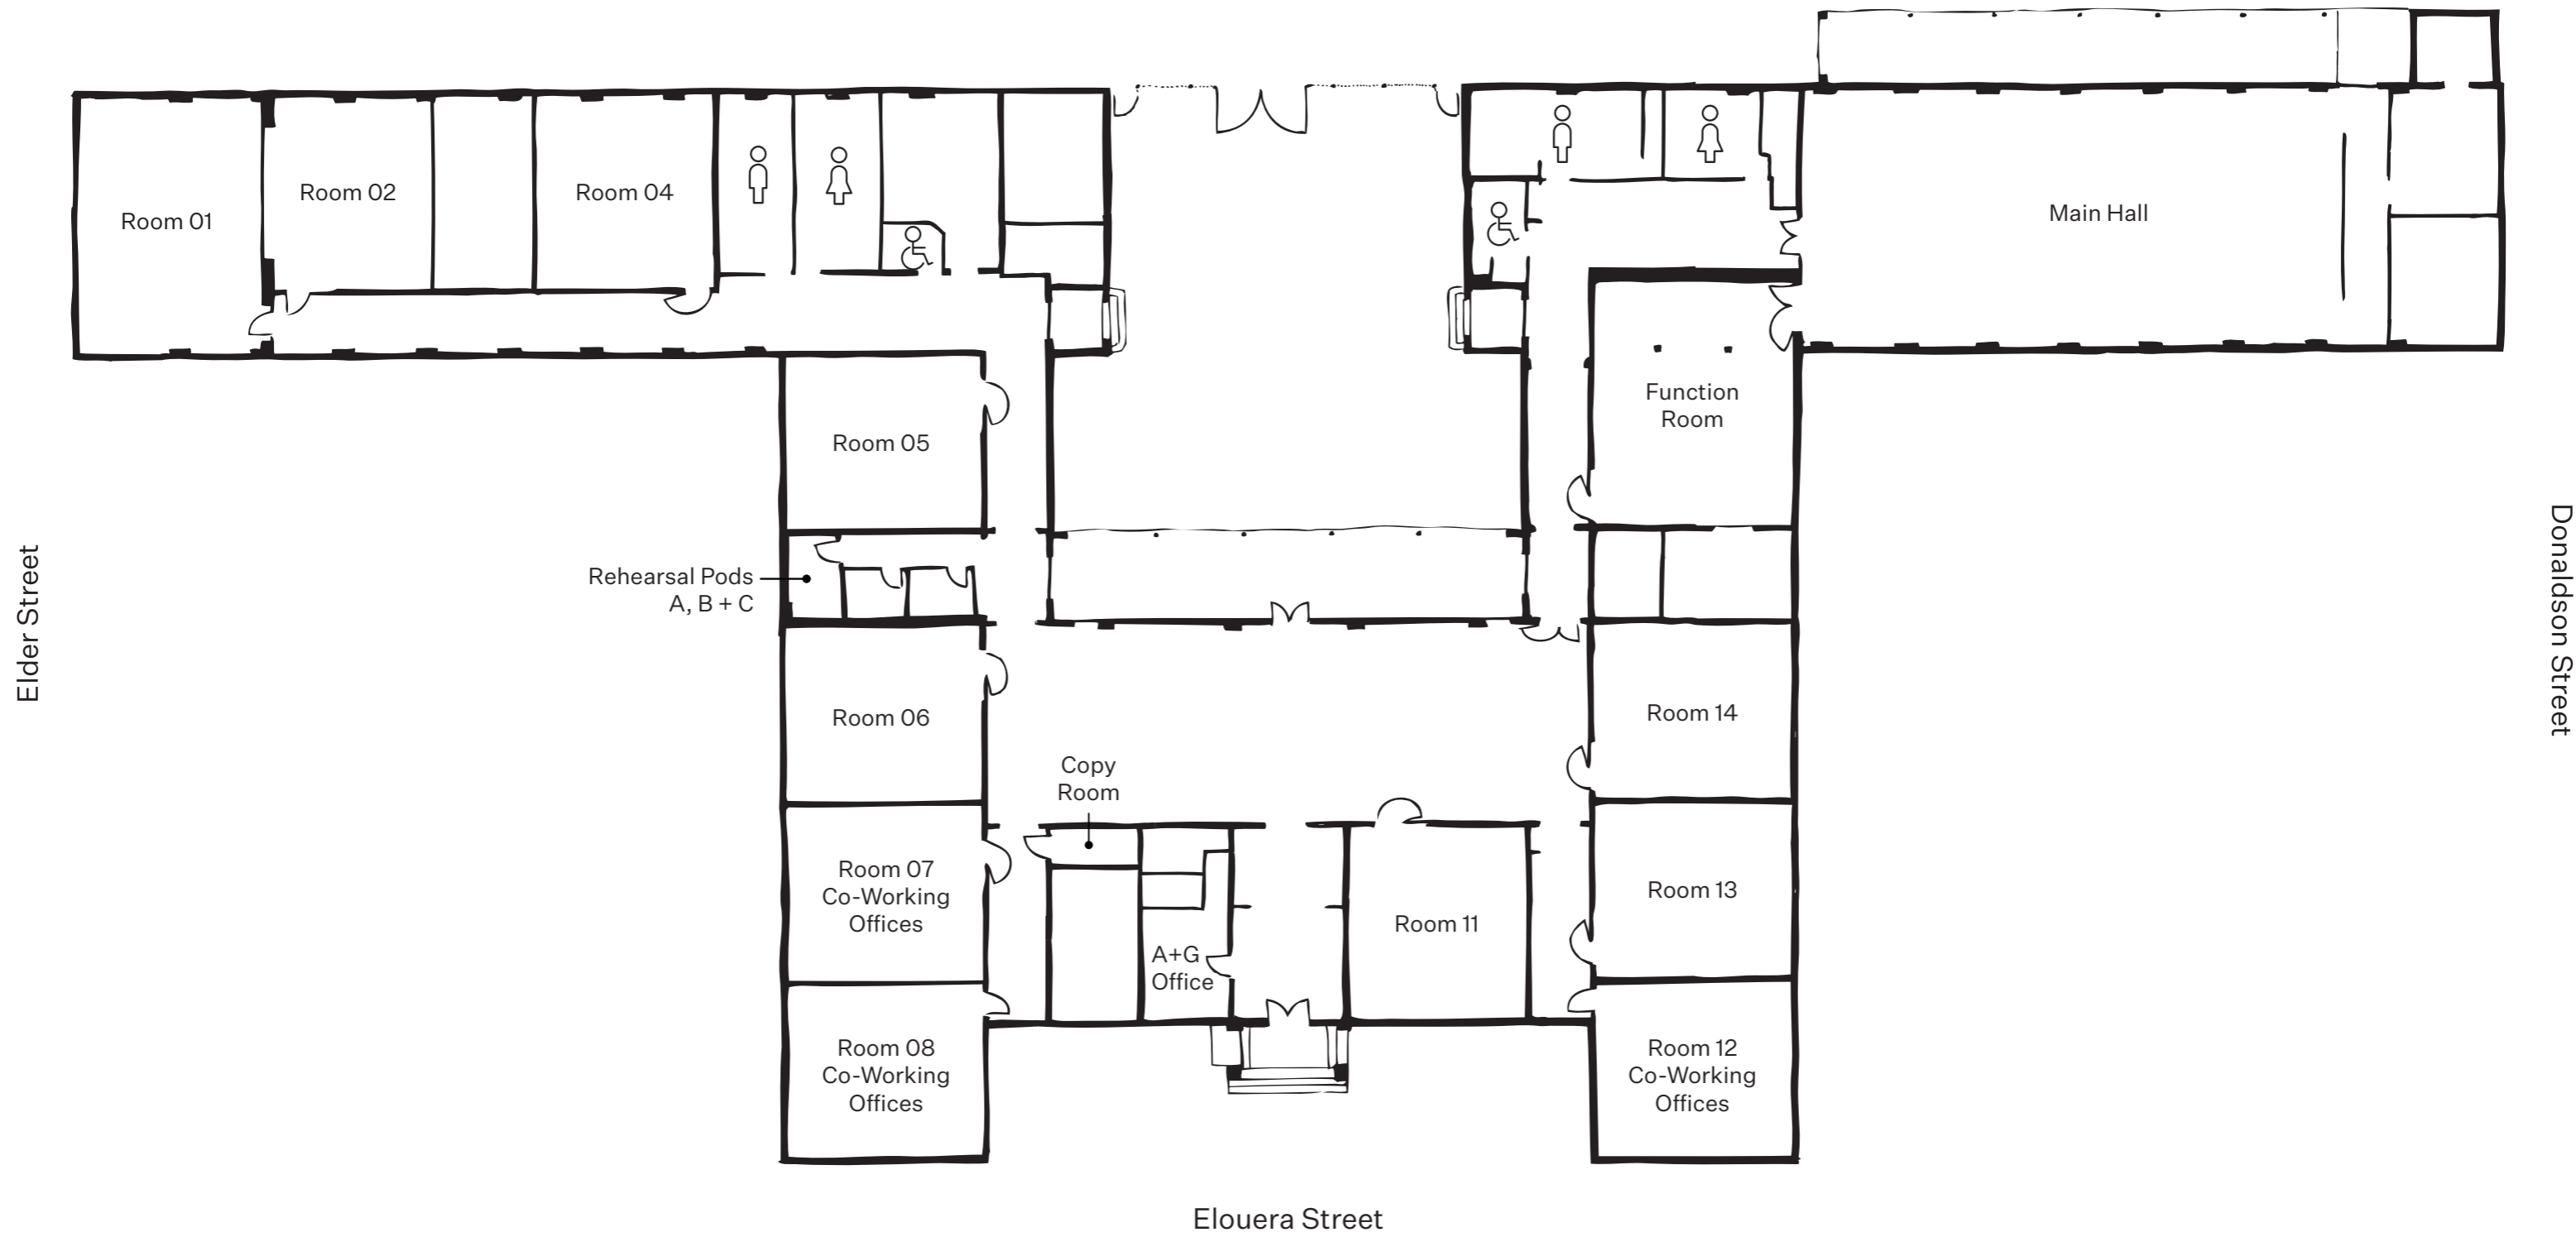 Room 01
Room 02
Room 04
Main Hall
Function
Room
Room 05
Rehearsal Pods
A, B + C
Elder Street
Donaldson Street
Room 06
Room 14
Copy
Room
Room 07
Co-Working
Offices
A+G
Office
Room 11
Room 13
Room 08
Co-Working
Offices
Room 12
Co-Working
Offices
Elouera Street